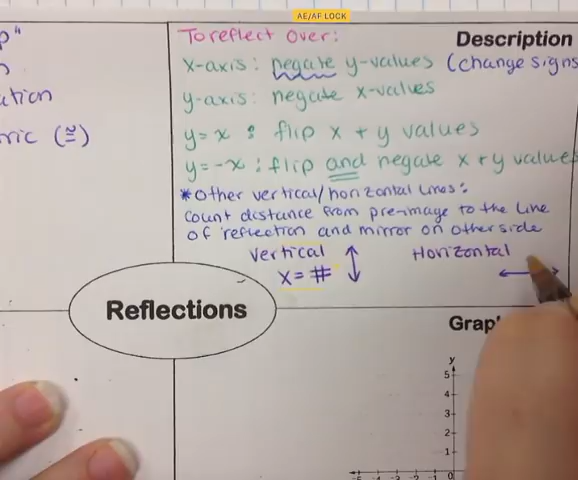 AE/AF LOCK
p"
To reflect over:
Description
x-axis: negate y-values (change signs
y-axis: negate x-values
ation
y=x : flip x + y values
ric (≅)
y=-x : flip and negate x + y values
*Other vertical/horizontal lines:
count distance from pre-image to the line
of reflection and mirror on other side
vertical
Horizontal
x = #
Reflections
Grap
y
5
4
3
2
1
0